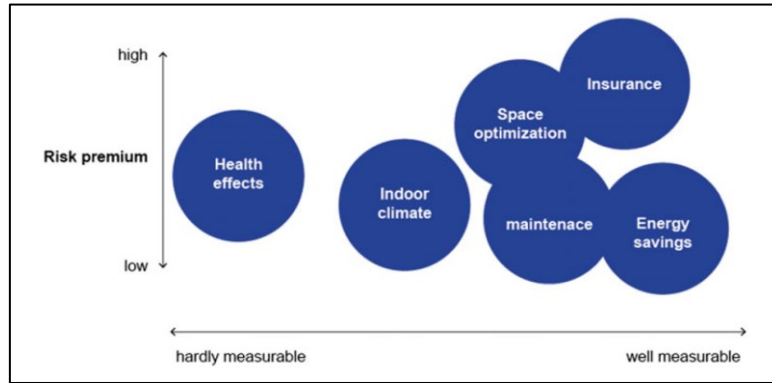 high
Risk premium
low
Health
effects
Indoor
climate
Space
optimization
Insurance
maintenace
Energy
savings
hardly measurable
well measurable